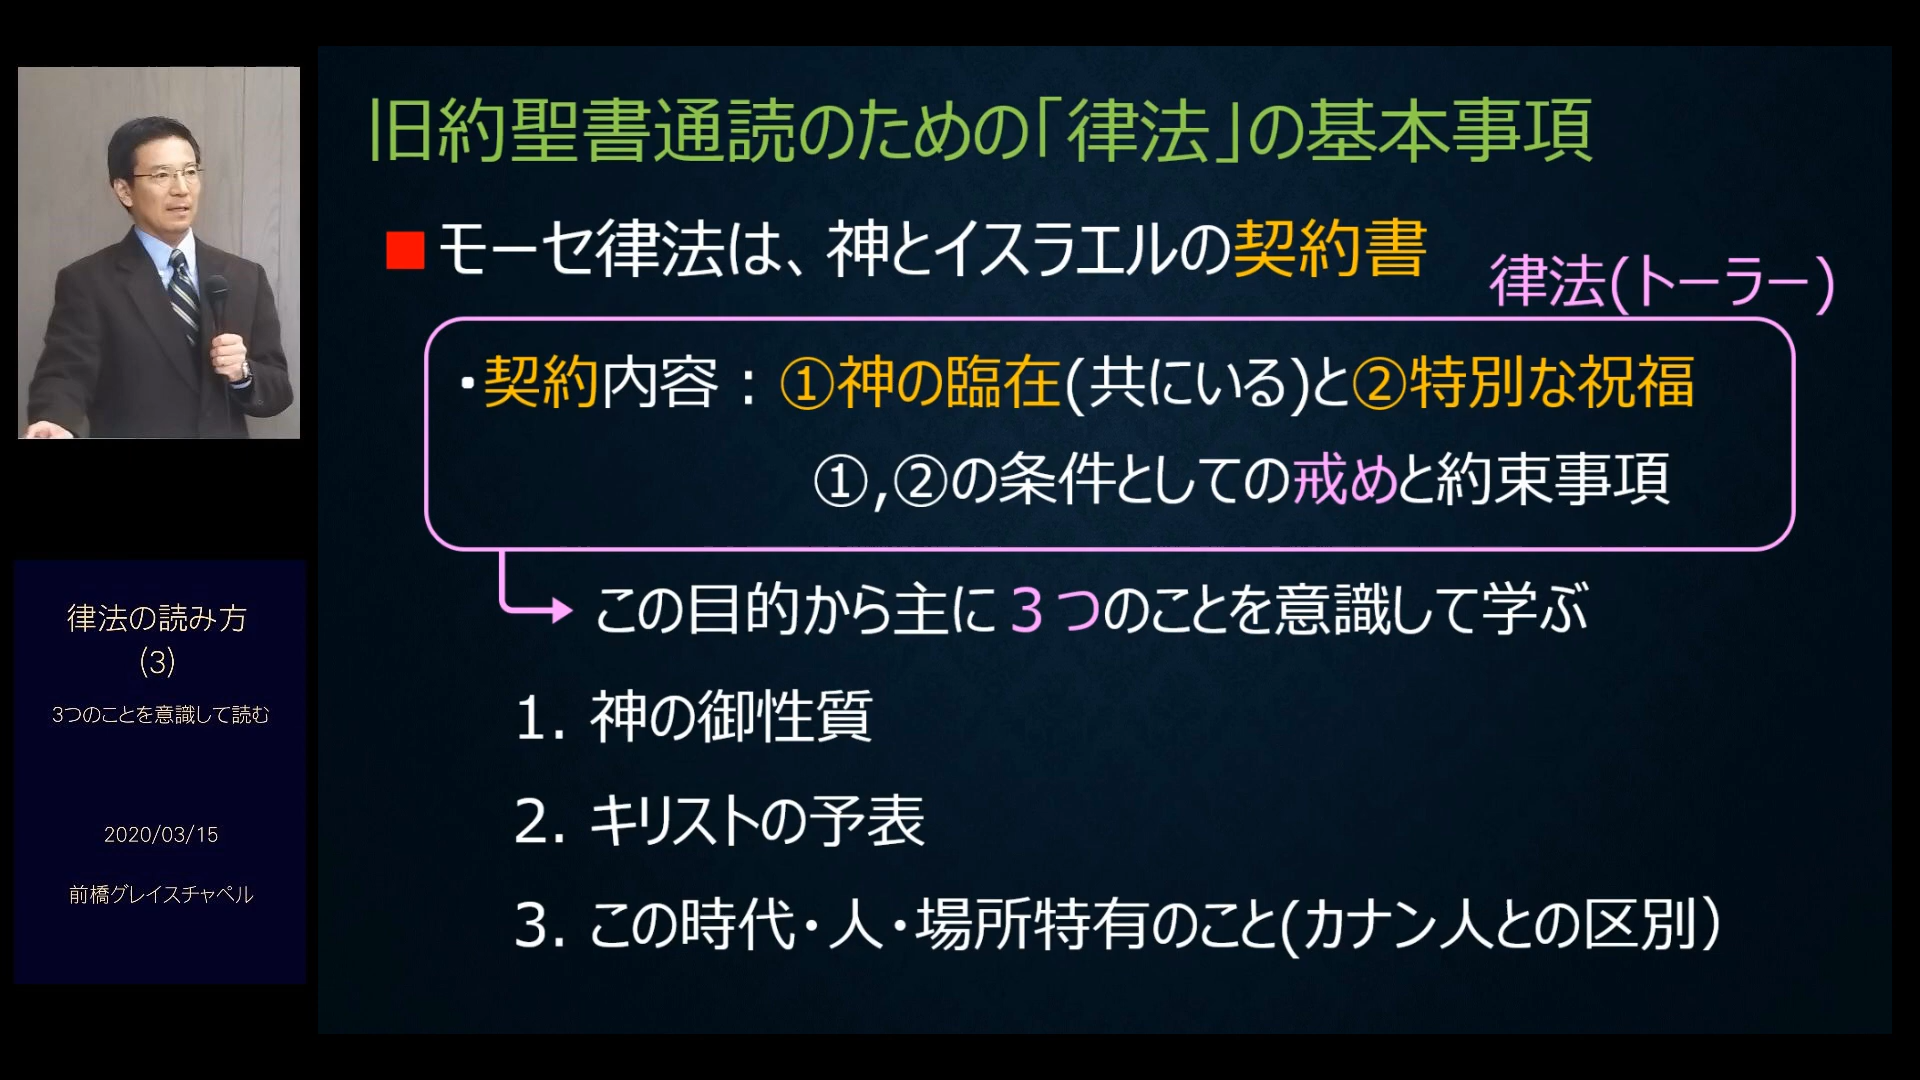 旧約聖書通読のための「律法」の基本事項
■モーセ律法は、神とイスラエルの契約書
律法(トーラー)
・契約内容：①神の臨在(共にいる)と②特別な祝福
①,②の条件としての戒めと約束事項
この目的から主に３つのことを意識して学ぶ
1. 神の御性質
2. キリストの予表
3. この時代・人・場所特有のこと(カナン人との区別）
律法の読み方
(3)
3つのことを意識して読む
2020/03/15
前橋グレイスチャペル